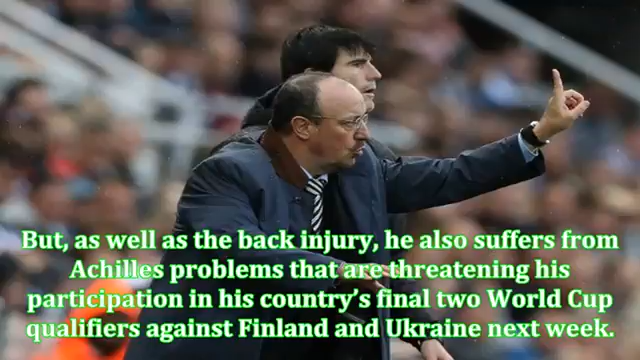 But, as well as the back injury, he also suffers from
Achilles problems that are threatening his
participation in his country’s final two World Cup
qualifiers against Finland and Ukraine next week.